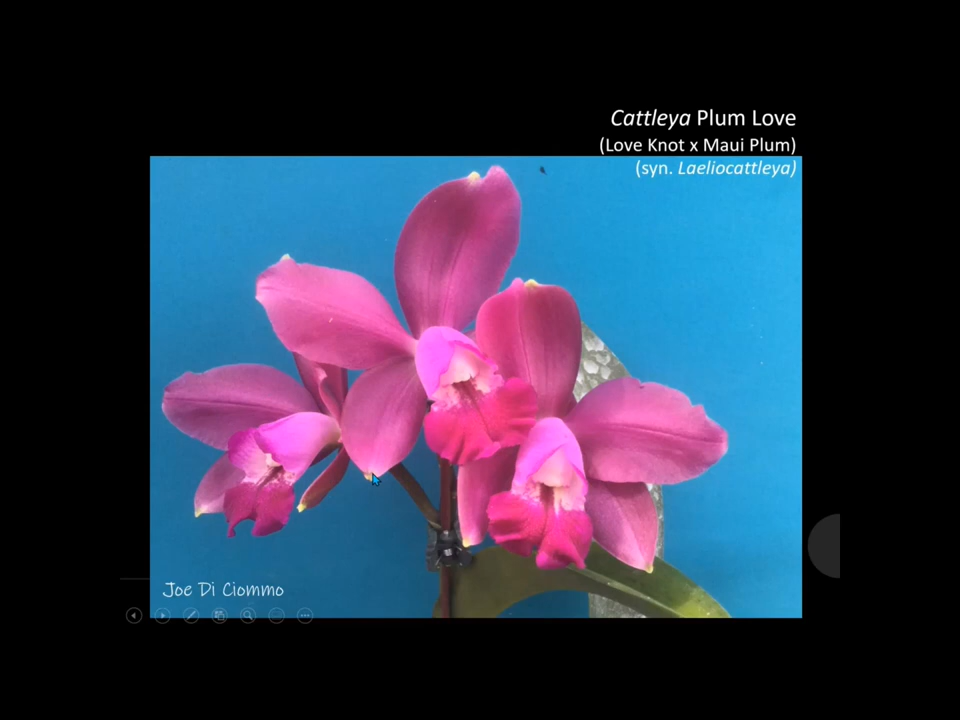 Cattleya Plum Love
(Love Knot x Maui Plum)
(syn. Laeliocattleya)
Joe Di Ciommo